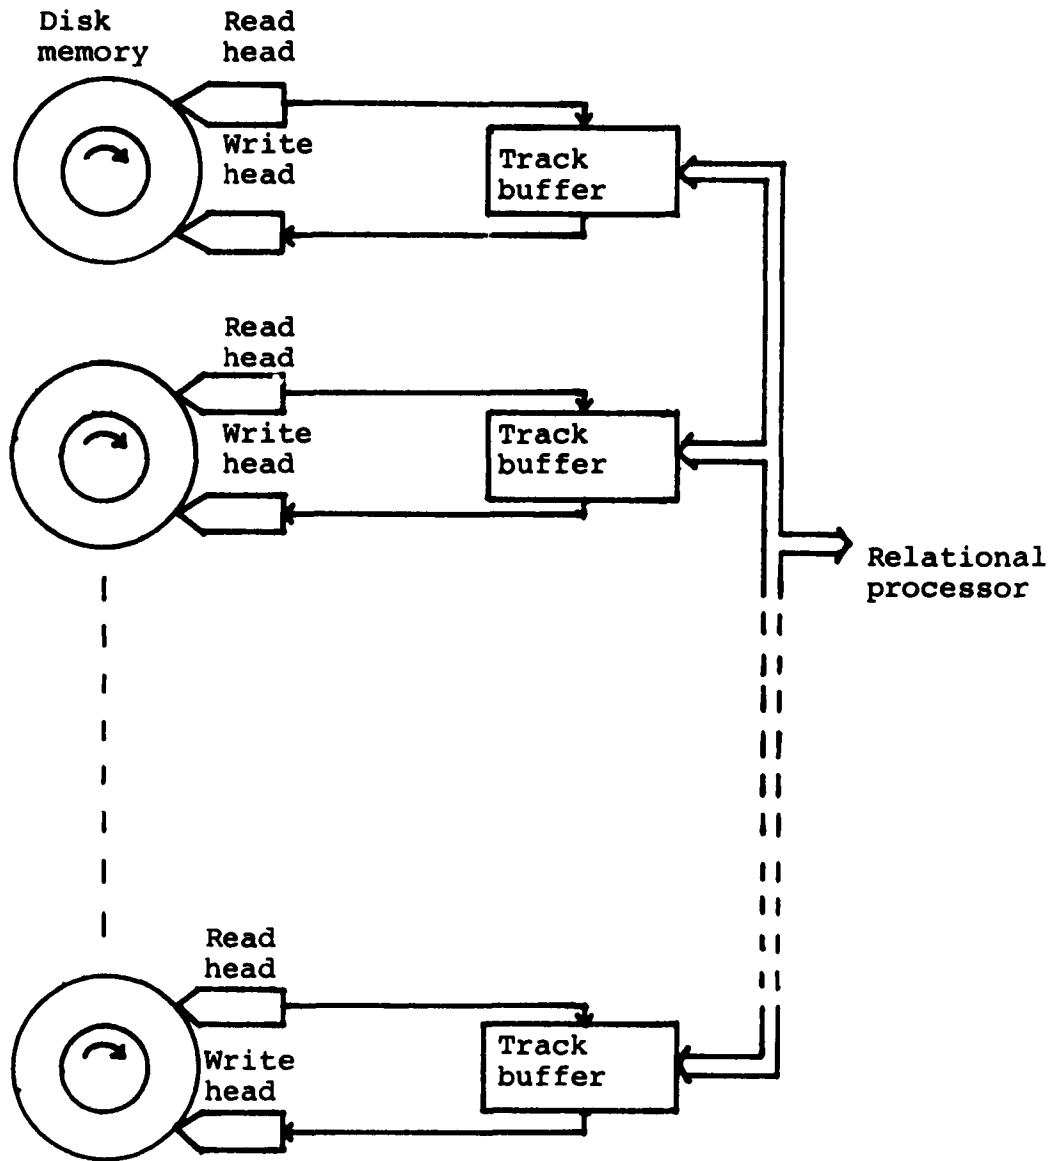 Disk
memory
Read
head
Write
head
Track
buffer
Read
head
Write
head
Track
buffer
Relational
processor
Read
head
Write
head
Track
buffer